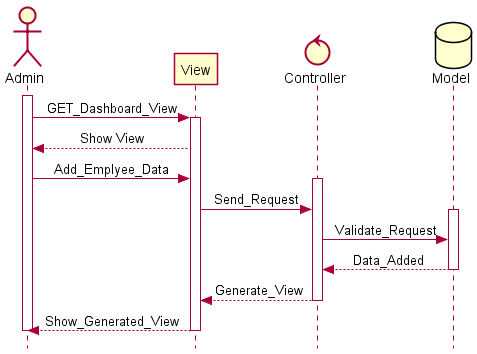 Admin
View
Controller
Model
GET_Dashboard_View
Show View
Add_Emplyee_Data
Send_Request
Validate_Request
Data_Added
Generate_View
Show_Generated_View